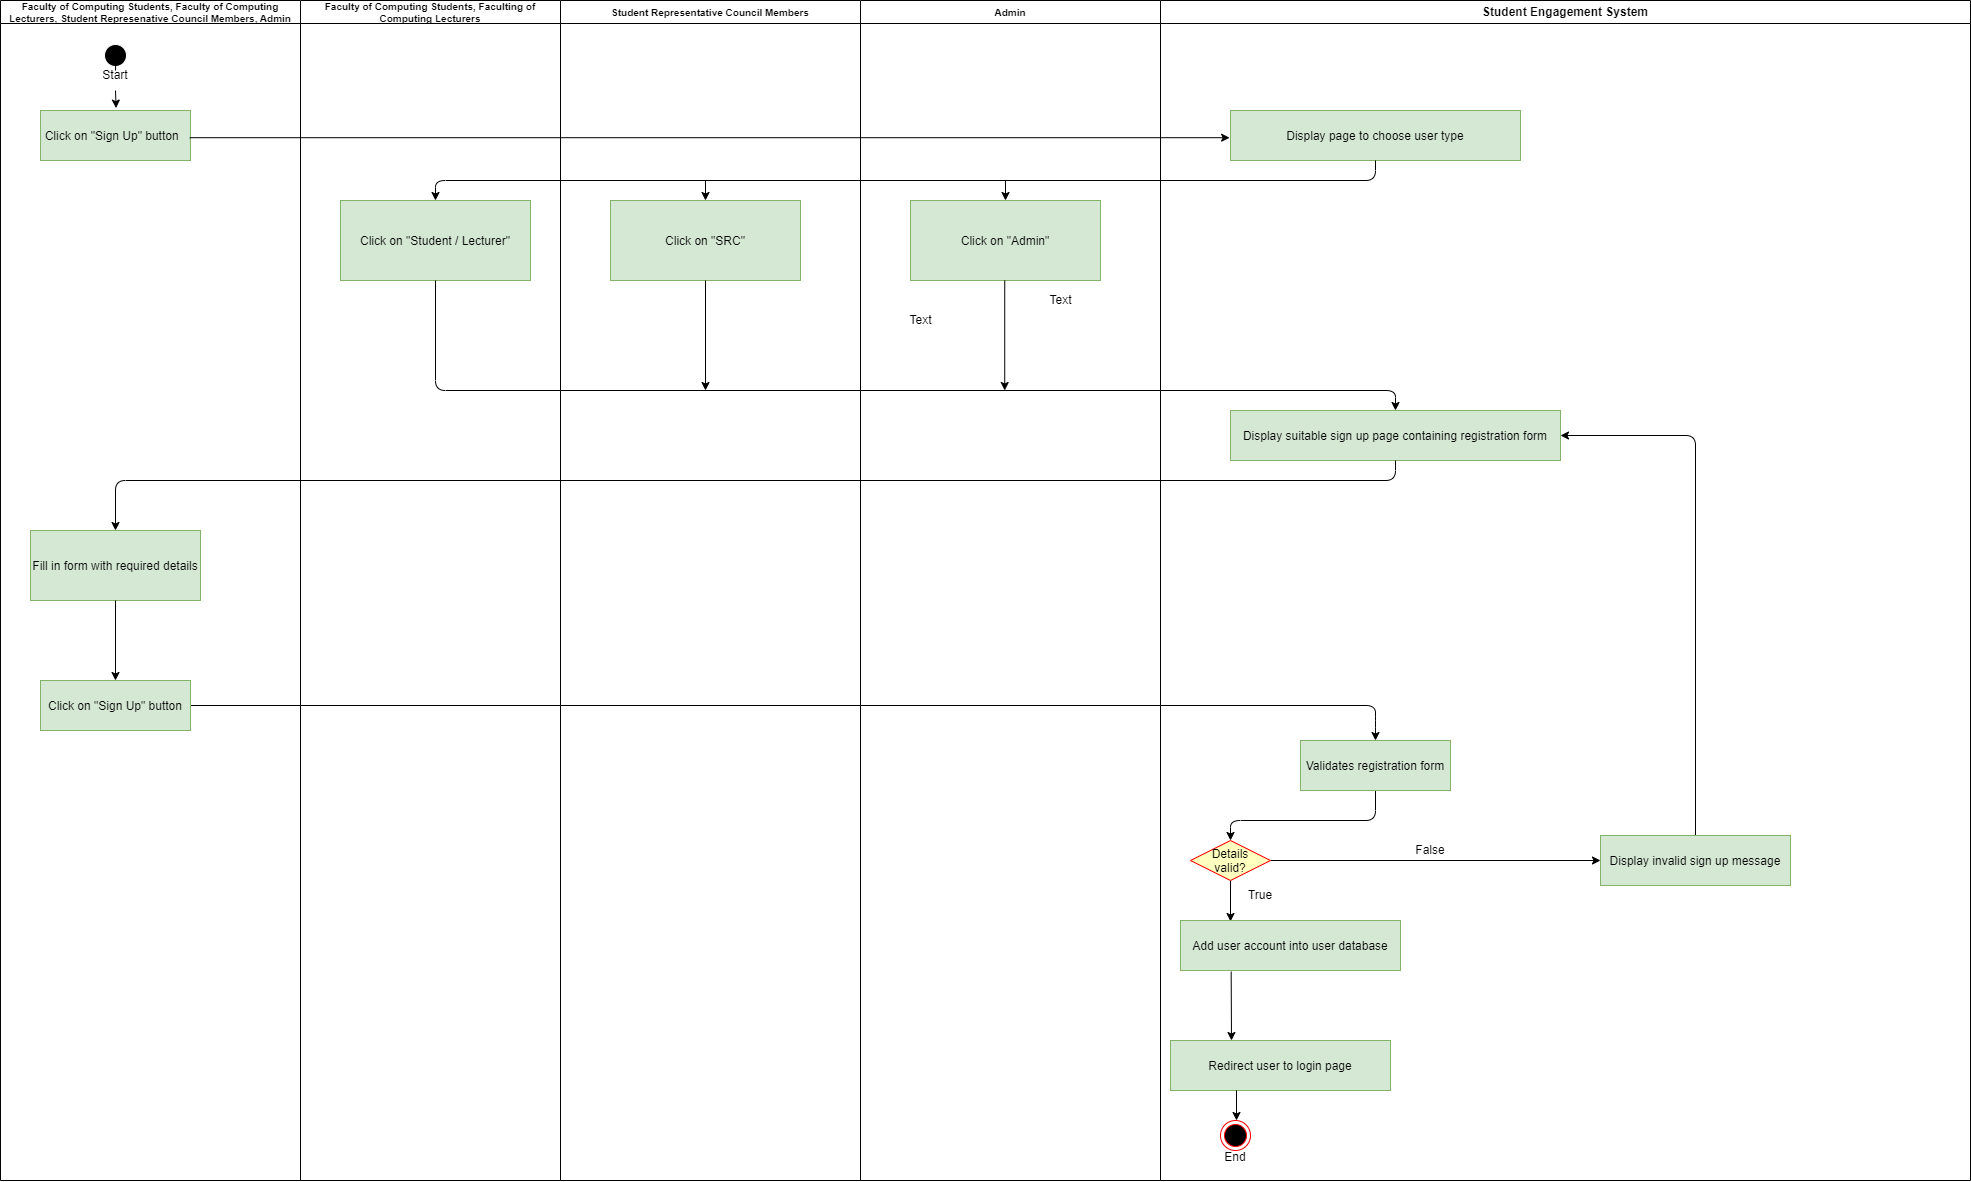 Faculty of Computing Students, Faculty of Computing
Lecturers, Student Represenative Council Members, Admin
Faculty of Computing Students, Faculting of
Computing Lecturers
Student Representative Council Members
Admin
Student Engagement System
Start
Click on "Sign Up" button
Display page to choose user type
Click on "Student / Lecturer"
Click on "SRC"
Click on "Admin"
Text
Text
Display suitable sign up page containing registration form
Fill in form with required details
Click on "Sign Up" button
Validates registration form
Details
valid?
False
Display invalid sign up message
True
Add user account into user database
Redirect user to login page
End